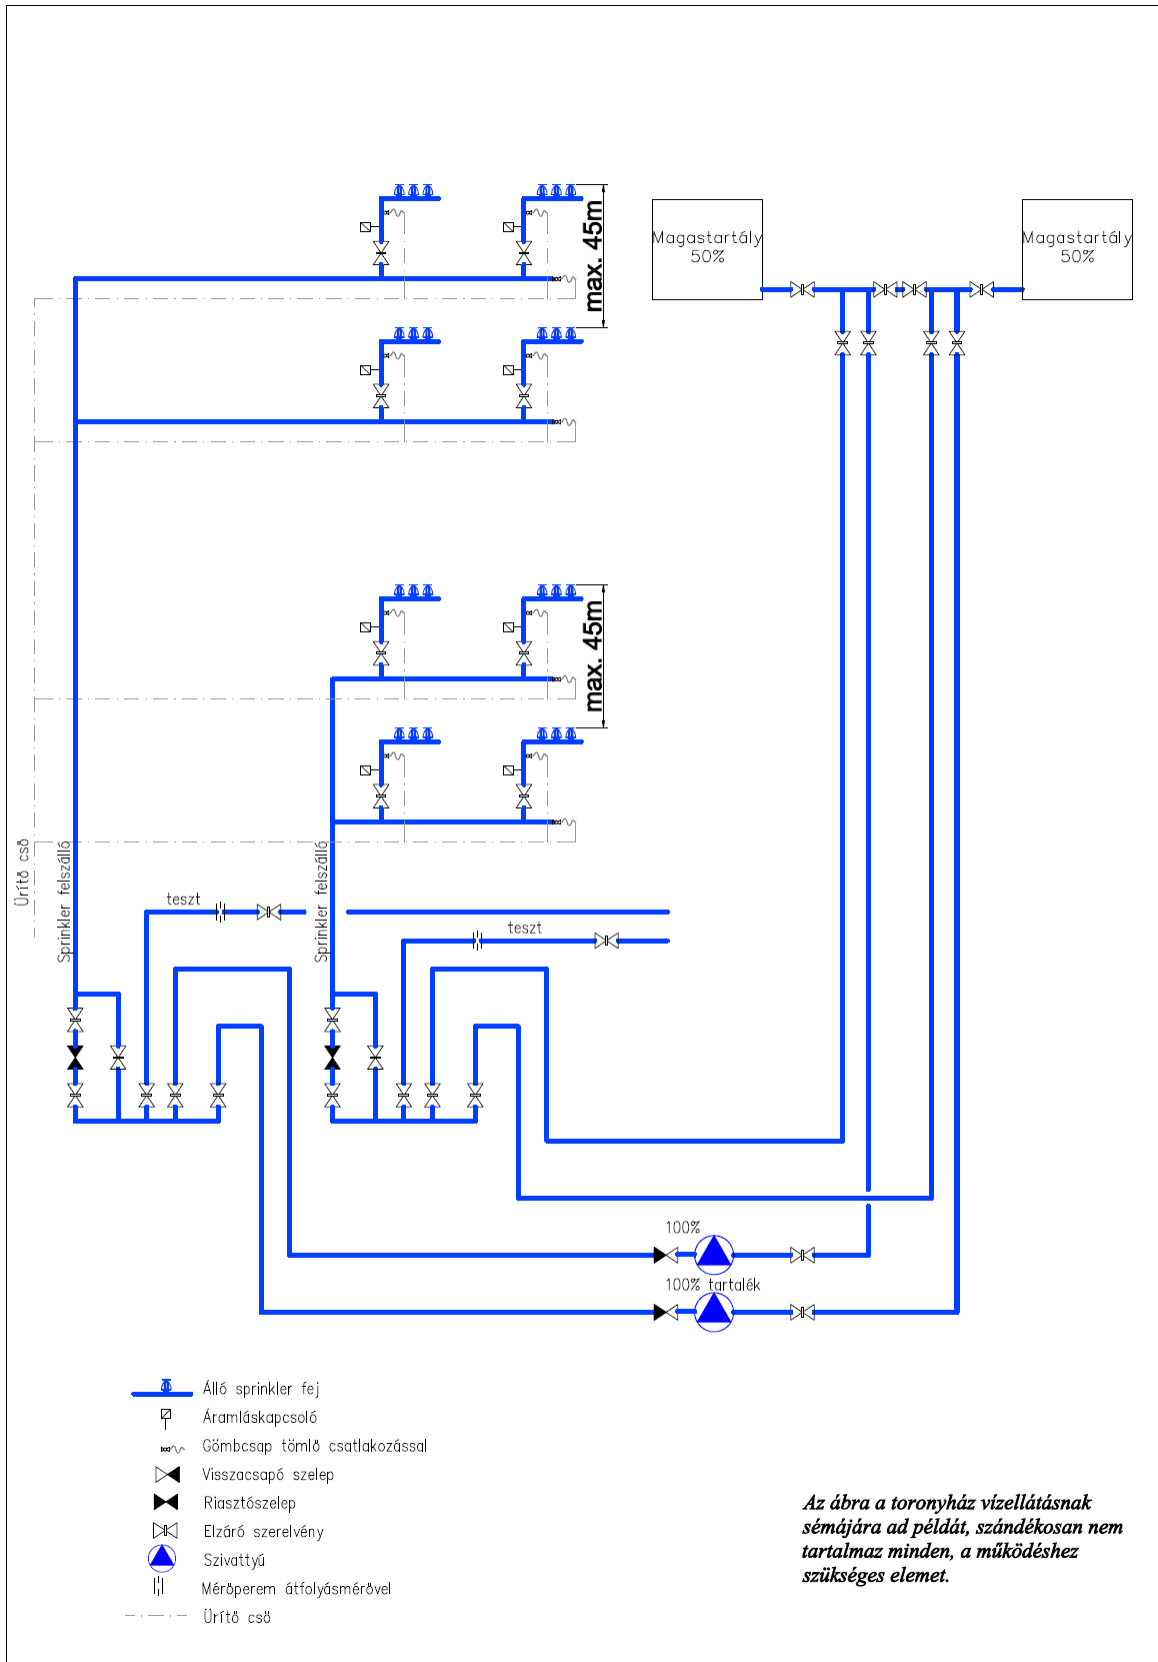 max. 45m
Magastartály
50%
Magastartály
50%
max. 45m
Ürítő cső
Sprinkler felszálló
Sprinkler felszálló
teszt
teszt
100%
100% tartalék
Álló sprinkler fej
Áramláskapcsoló
Gömbcsap tömlő csatlakozással
Visszacsapó szelep
Riasztószelep
Elzáró szerelvény
Szivattyú
Mérőperem átfolyásmérővel
Ürítő cső
Az ábra a toronyház vízellátásnak
sémájára ad példát, szándékosan nem
tartalmaz minden, a működéshez
szükséges elemet.